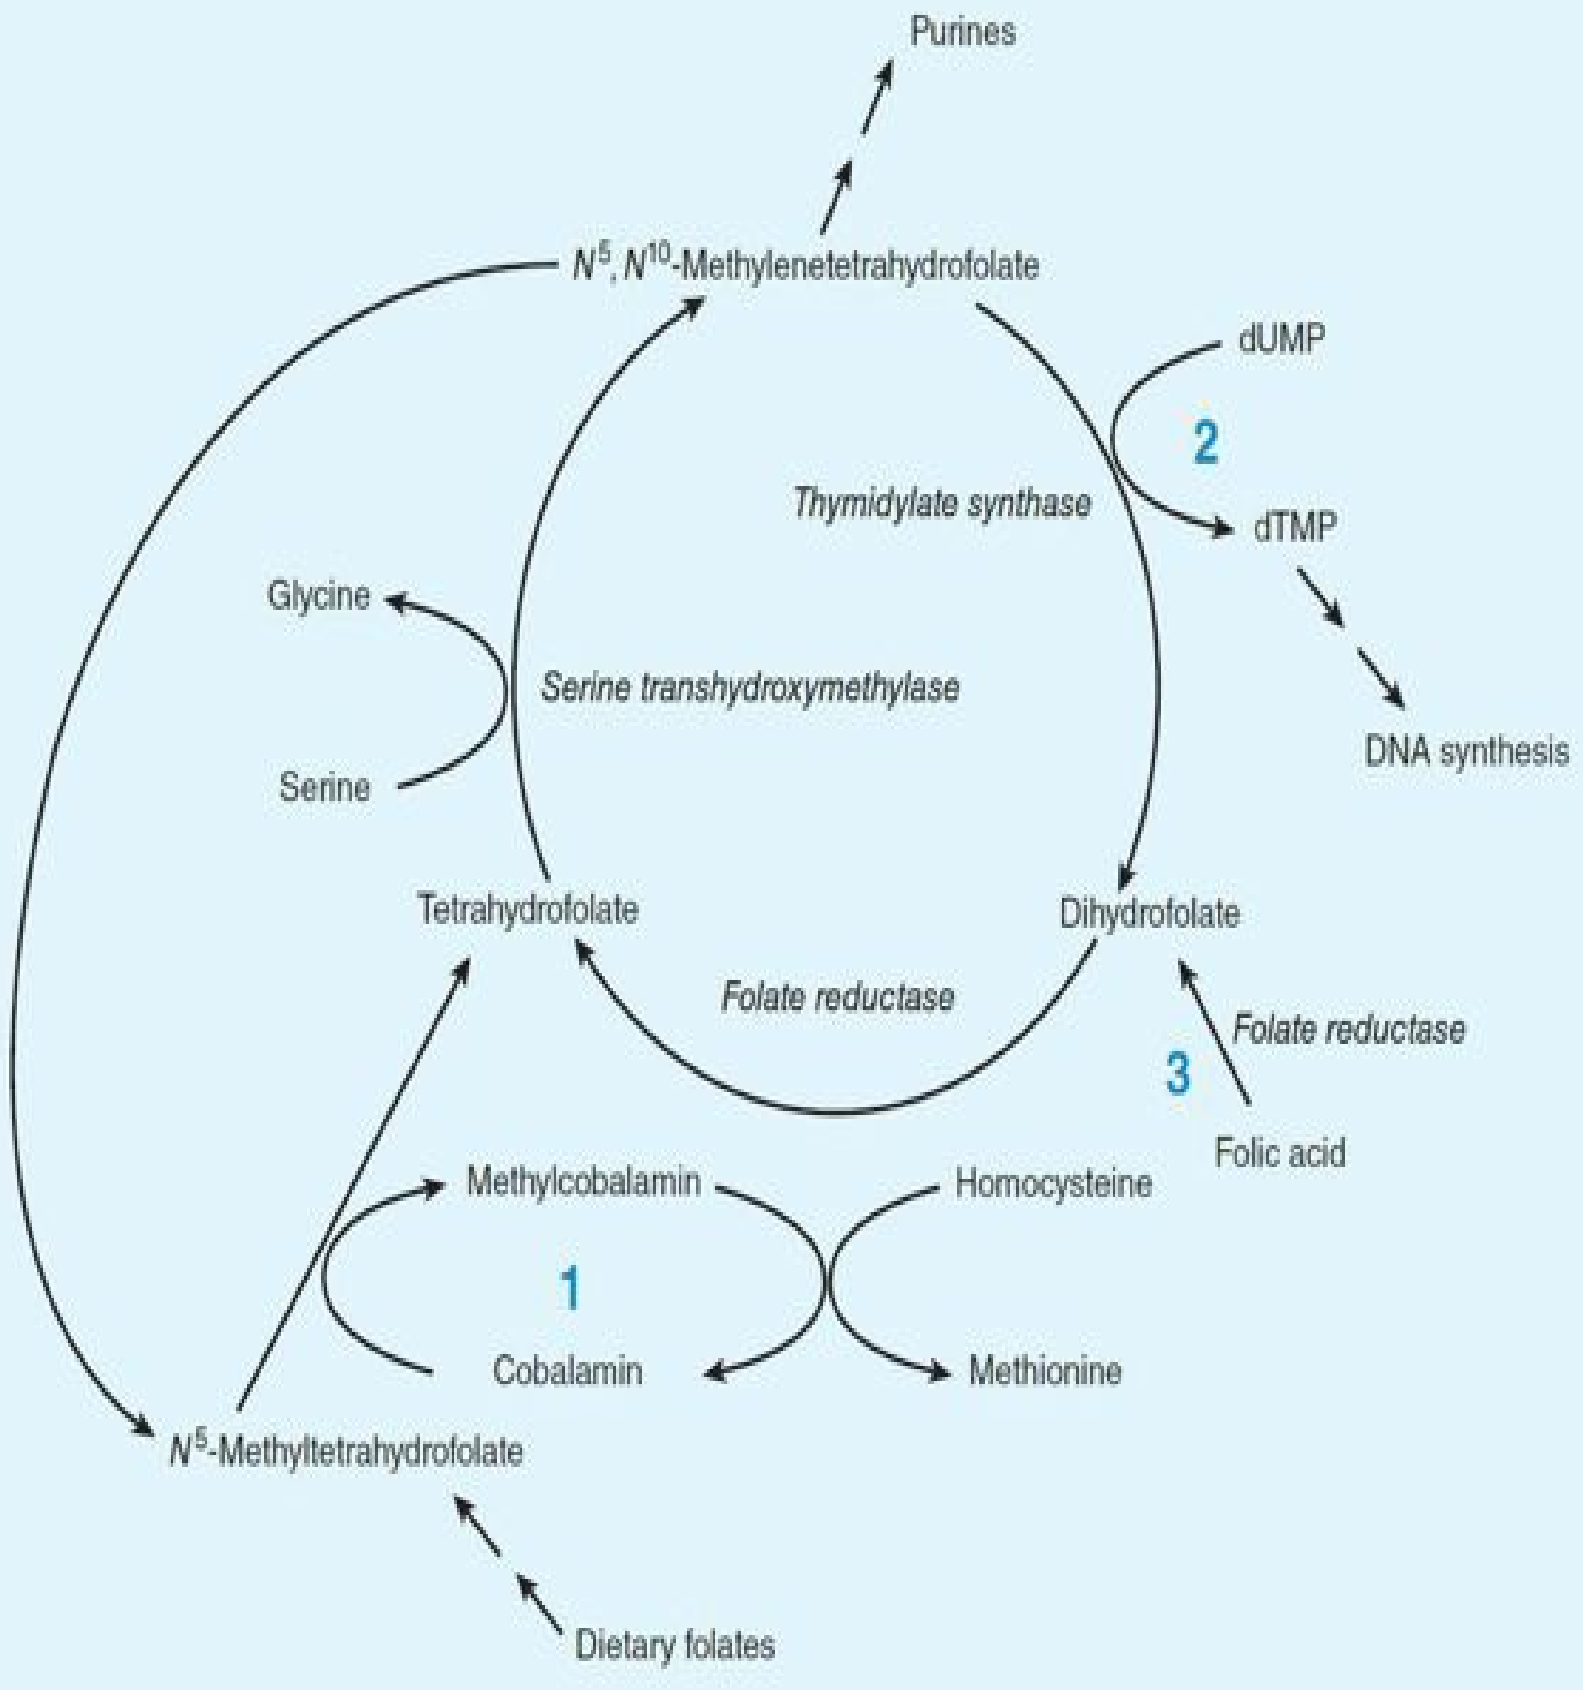 Purines
N⁵, N¹⁰-Methylenetetrahydrofolate
dUMP
2
Thymidylate synthase
dTMP
Glycine
Serine transhydroxymethylase
DNA synthesis
Serine
Tetrahydrofolate
Dihydrofolate
Folate reductase
Folate reductase
3
Folic acid
Methylcobalamin
Homocysteine
1
Cobalamin
Methionine
N⁵-Methyltetrahydrofolate
Dietary folates